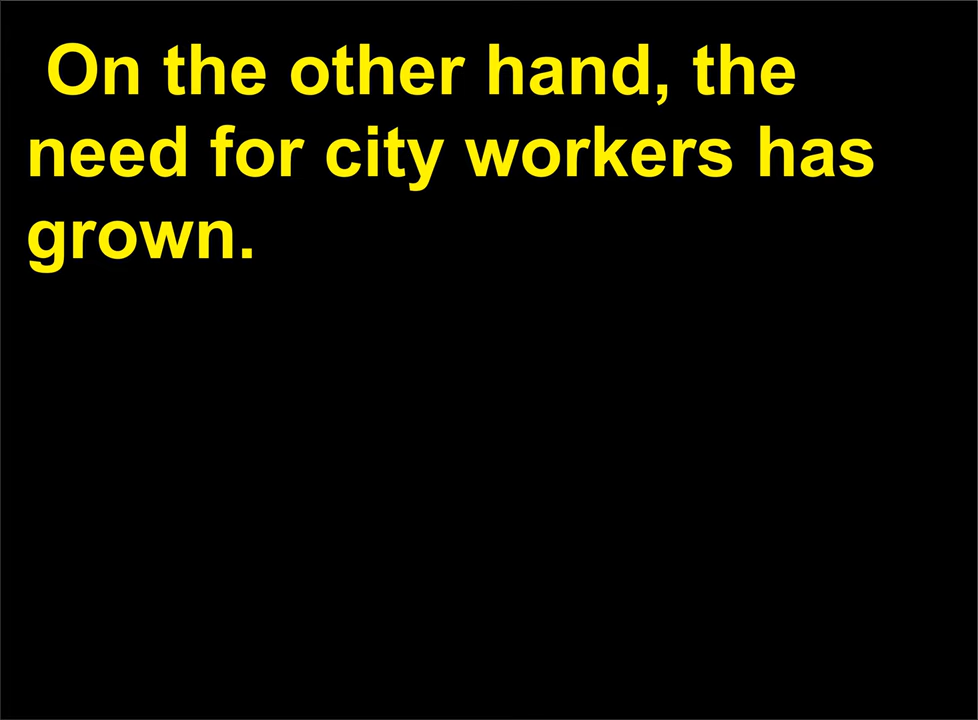 On the other hand, the
need for city workers has
grown.